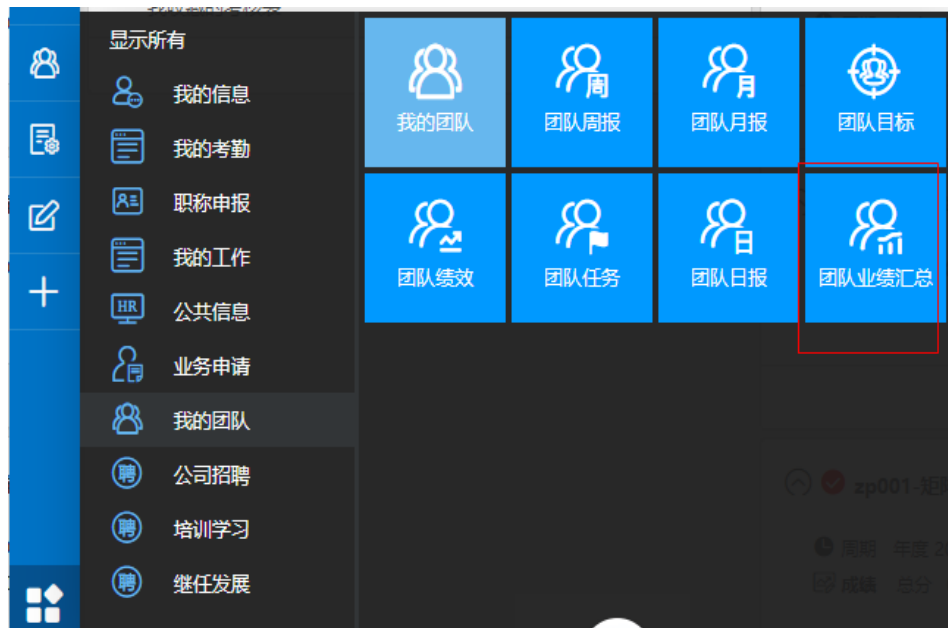 显示所有
我的信息
我的考勤
职称申报
我的工作
HR
公共信息
业务申请
我的团队
聘
公司招聘
聘
培训学习
聘
继任发展
我的团队
周
团队周报
月
团队月报
团队目标
团队绩效
团队任务
日
团队日报
团队业绩汇总
zp001-矩
周期 年度 2
成绩 总分